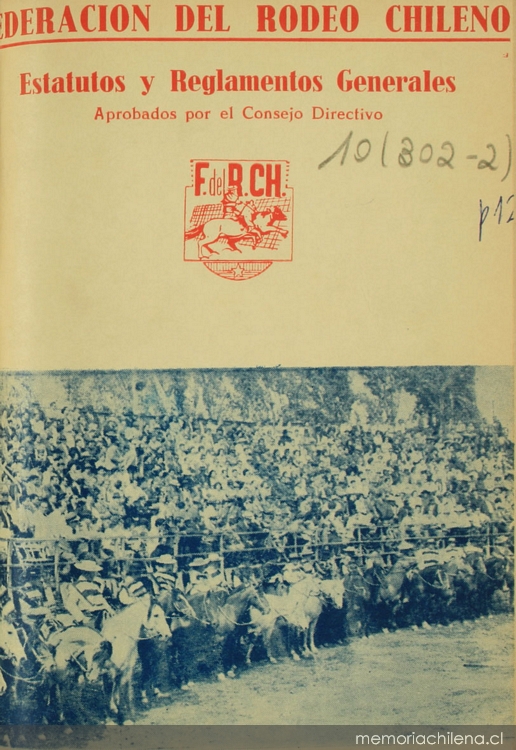 EDERACION DEL RODEO CHILENO
Estatutos y Reglamentos Generales
Aprobados por el Consejo Directivo
10(302-2)
p12
F. del R. CH.
memoriachilena.cl